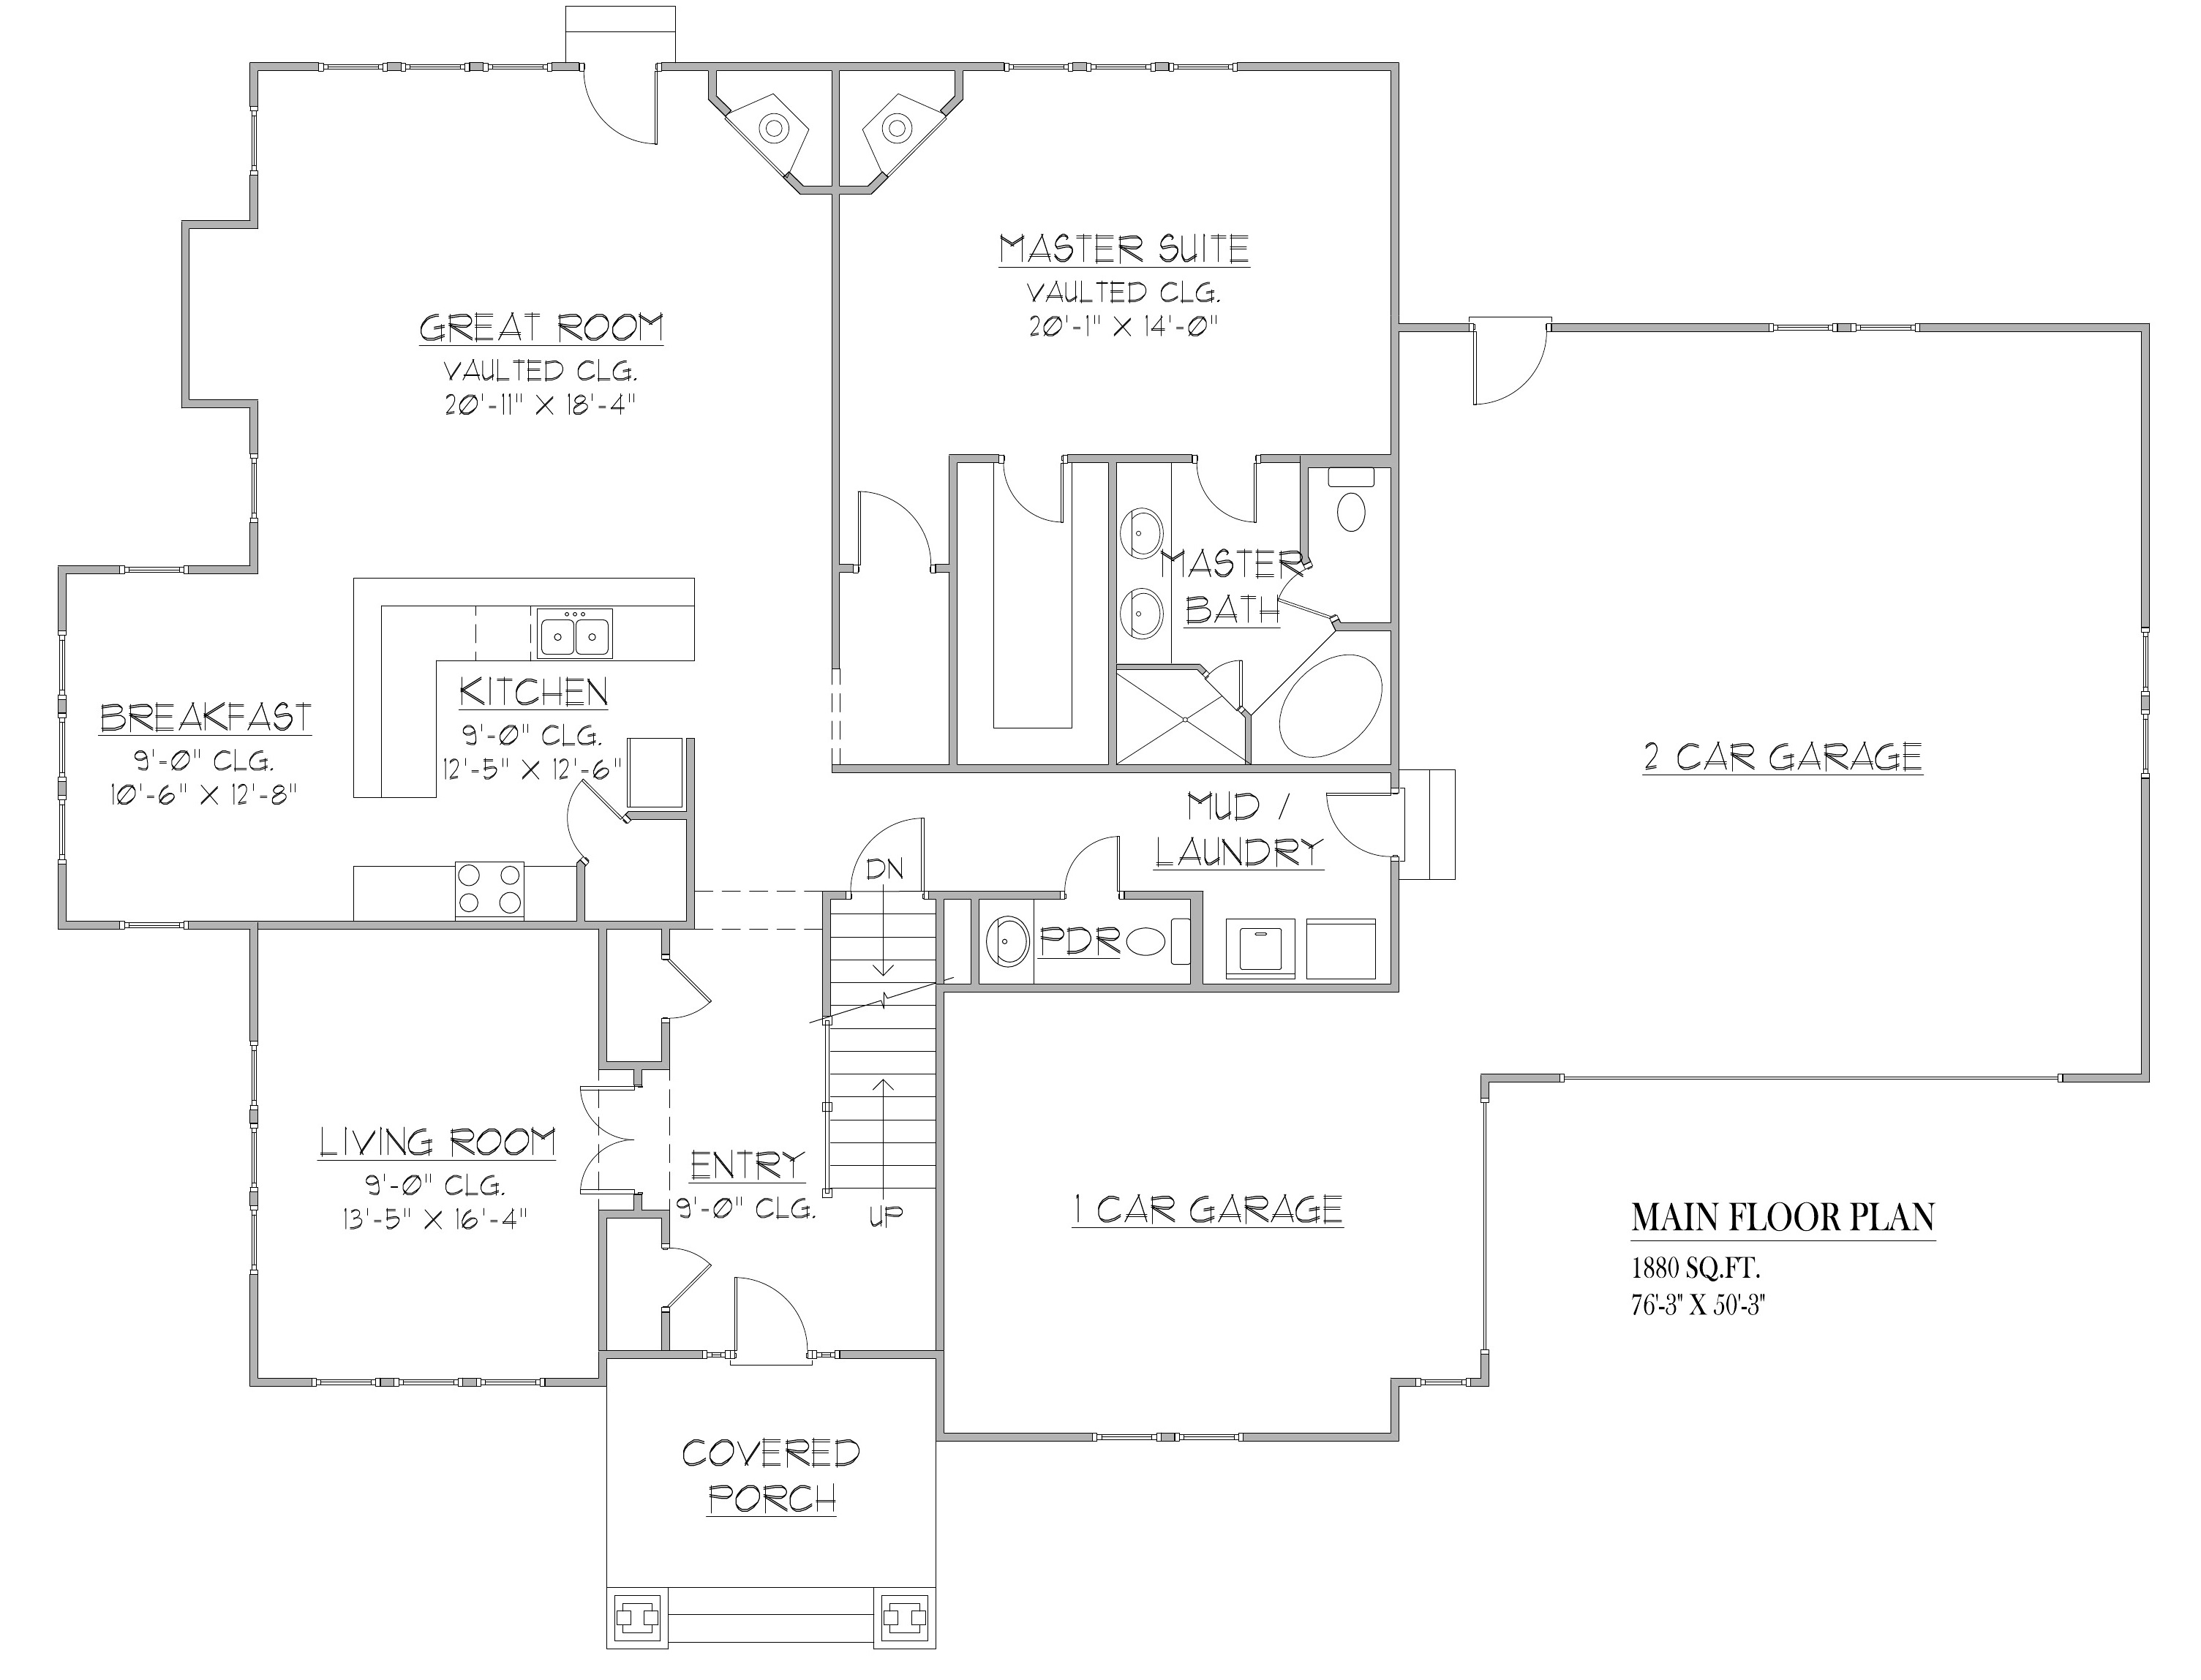 MASTER SUITE
VAULTED CLG.
20'-1" X 14'-0"
GREAT ROOM
VAULTED CLG.
20'-11" X 18'-4"
MASTER
BATH
KITCHEN
9'-0" CLG.
12'-5" X 12'-6"
BREAKFAST
9'-0" CLG.
10'-6" X 12'-8"
2 CAR GARAGE
MUD /
LAUNDRY
DN
PDR
LIVING ROOM
9'-0" CLG.
13'-5" X 16'-4"
ENTRY
9'-0" CLG.
UP
1 CAR GARAGE
MAIN FLOOR PLAN
1880 SQ.FT.
76'-3" X 50'-3"
COVERED
PORCH